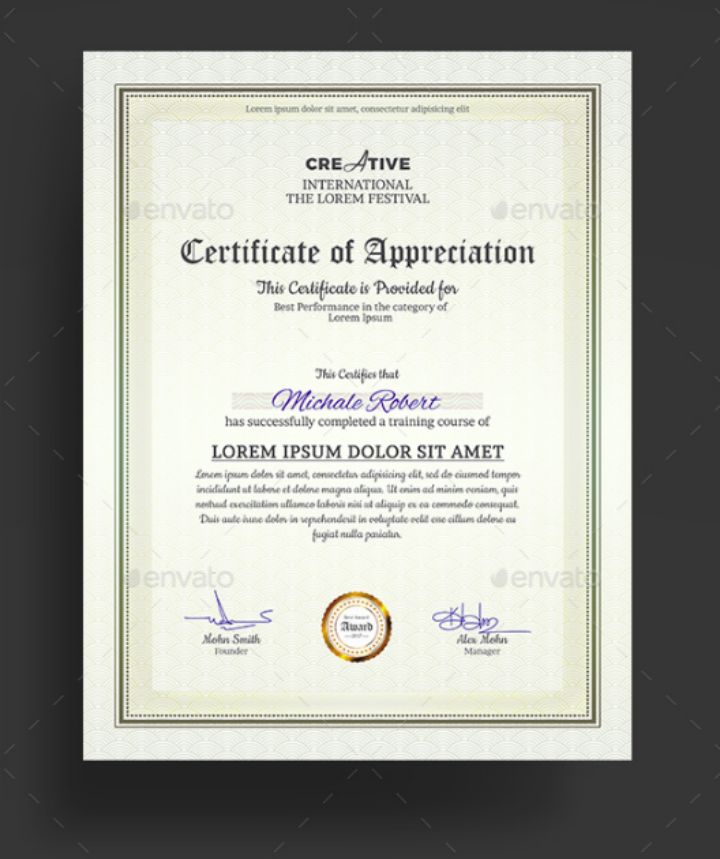 Lorem ipsum dolor sit amet, consectetur adipisicing elit
CREATIVE
INTERNATIONAL
THE LOREM FESTIVAL
envato envato
Certificate of Appreciation
This Certificate is Provided for
Best Performance in the category of
Lorem Ipsum
This Certifies that
Michale Robert
has successfully completed a training course of
LOREM IPSUM DOLOR SIT AMET
Lorem ipsum dolor sit amet, consectetur adipisicing elit, sed do eiusmod tempor
incididunt ut labore et dolore magna aliqua. Ut enim ad minim veniam, quis
nostrud exercitation ullamco laboris nisi ut aliquip ex ea commodo consequat.
Duis aute irure dolor in reprehenderit in voluptate velit esse cillum dolore eu
fugiat nulla pariatur.
envato envato
Best Award
Award
2017
Mohn Smith
Founder
Alex Mohn
Manager